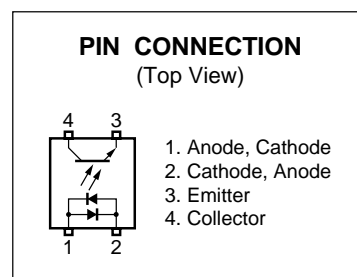 PIN CONNECTION
(Top View)
4 3
1. Anode, Cathode
2. Cathode, Anode
3. Emitter
4. Collector
1 2